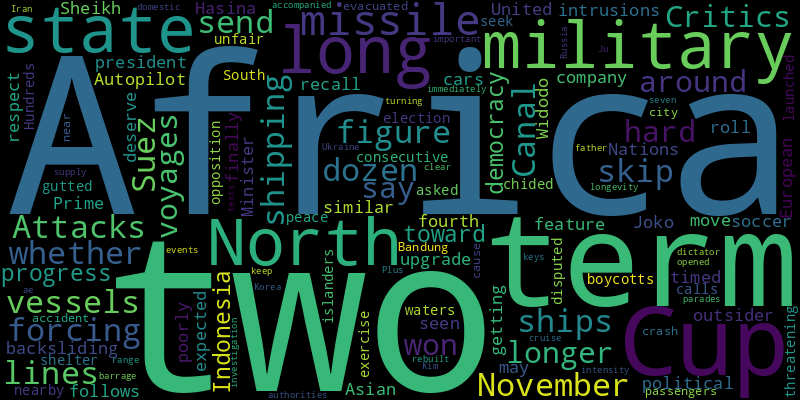 Iran Sheikh domestic Hasina accompanied evacuated United intrusions Critics
state send missile seek Russia Ju
president unfair long important military launched
Autopilot South recall cars immediately company around
respect Hundreds Africa
near deserve Suez voyages shipping turning election democracy Canal Widodo seven city hard roll European
opposition finally figure Ukraine Nations
supply gutted tests Minister dozen consecutive clear father skip
Prime say asked chided longevity
peace similar fourth feature Joko move soccer
Attacks North toward term
whether events Bandung cause keys disputed dictator opened
progress keep Korea Plus upgrade boycotts timed calls parades
ae two islanders
vessels Indonesia expected poorly exercise waters seen ships Cup outsider threatening
accident forcing investigation won getting crash
backsliding rebuilt cruise longer political
shelter range Kim may intensity passengers
lines nearby barrage follows authorities Asian November